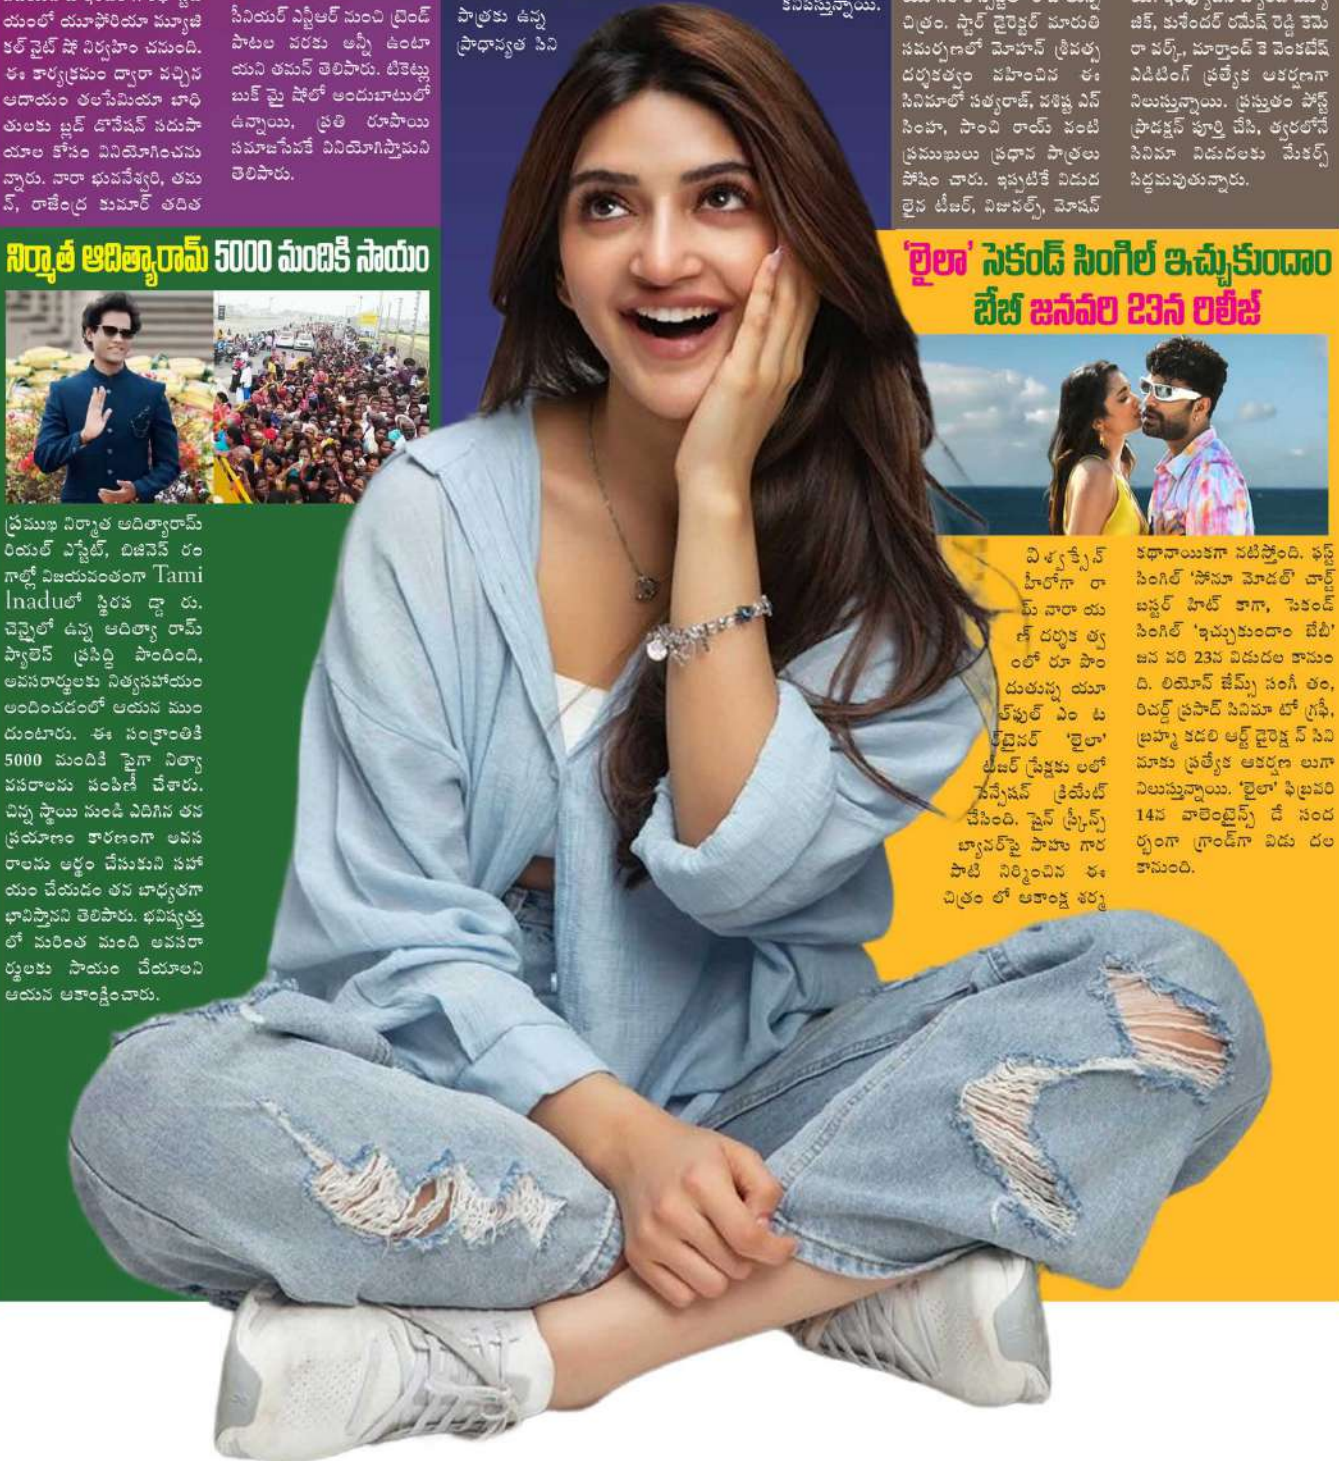 యంలో యూఫోరియా మ్యూజి
కల్ నైట్ షో నిర్వహిం చనుంది.
ఈ కార్యక్రమం ద్వారా వచ్చిన
ఆదాయం తలసేమియా బాధి
తులకు బ్లడ్ డొనేషన్ సదుపా
యాల కోసం వినియోగించను
న్నారు. నారా భువనేశ్వరి, తమ
న్, రాజేంద్ర కుమార్ తదిత
సీనియర్ ఎన్టీఆర్ నుంచి ట్రెండ్
పాటల వరకు అన్నీ ఉంటా
యని తమన్ తెలిపారు. టికెట్లు
బుక్ మై షోలో అందుబాటులో
ఉన్నాయి, ప్రతి రూపాయి
సమాజసేవకే వినియోగిస్తామని
తెలిపారు.
పాత్రకు ఉన్న
ప్రాధాన్యత సిని
కనిపిస్తున్నాయి.
చిత్రం. స్టార్ డైరెక్టర్ మారుతి
సమర్పణలో మోహన్ శ్రీవత్స
దర్శకత్వం వహించిన ఈ
సినిమాలో సత్యరాజ్, వశిష్ఠ ఎన్
సింహ, సాంచి రాయ్ వంటి
ప్రముఖులు ప్రధాన పాత్రలు
పోషిం చారు. ఇప్పటికే విడుద
లైన టీజర్, విజువల్స్, మోషన్
జిక్, కుశేందర్ రమేష్ రెడ్డి కెమె
రా వర్క్, మార్తాండ్ కె వెంకటేష్
ఎడిటింగ్ ప్రత్యేక ఆకర్షణగా
నిలుస్తున్నాయి. ప్రస్తుతం పోస్ట్
ప్రొడక్షన్ పూర్తి చేసి, త్వరలోనే
సినిమా విడుదలకు మేకర్స్
సిద్ధమవుతున్నారు.
నిర్మాత ఆదిత్యారామ్ 5000 మందికి సాయం
ప్రముఖ నిర్మాత ఆదిత్యారామ్
రియల్ ఎస్టేట్, బిజినెస్ రం
గాల్లో విజయవంతంగా Tami
lnaduలో స్థిరప డ్డా రు.
చెన్నైలో ఉన్న ఆదిత్యా రామ్
ప్యాలెస్ ప్రసిద్ధి పొందింది,
అవసరార్థులకు నిత్యసహాయం
అందించడంలో ఆయన ముం
దుంటారు. ఈ సంక్రాంతికి
5000 మందికి పైగా నిత్యా
వసరాలను పంపిణీ చేశారు.
చిన్న స్థాయి నుండి ఎదిగిన తన
ప్రయాణం కారణంగా అవస
రాలను అర్థం చేసుకుని సహా
యం చేయడం తన బాధ్యతగా
భావిస్తానని తెలిపారు. భవిష్యత్తు
లో మరింత మంది అవసరా
ర్థులకు సాయం చేయాలని
ఆయన ఆకాంక్షించారు.
‘లైలా’ సెకండ్ సింగిల్ ఇచ్చుకుందాం
బేబీ జనవరి 23న రిలీజ్
విశ్వక్సేన్
హీరోగా రా
మ్ నారా య
ణ్ దర్శక త్వ
ంలో రూ పొం
దుతున్న యూ
త్‌ఫుల్ ఎం ట
ర్‌టైనర్ ‘లైలా’
టీజర్ ప్రేక్షకు లలో
సెన్సేషన్ క్రియేట్
చేసింది. షైన్ స్క్రీన్స్
బ్యానర్‌పై సాహు గార
పాటి నిర్మించిన ఈ
చిత్రం లో ఆకాంక్ష శర్మ
కథానాయికగా నటిస్తోంది. ఫస్ట్
సింగిల్ ‘సోనూ మోడల్’ చార్ట్
బస్టర్ హిట్ కాగా, సెకండ్
సింగిల్ ‘ఇచ్చుకుందాం బేబీ’
జన వరి 23న విడుదల కానుం
ది. లియోన్ జేమ్స్ సంగీ తం,
రిచర్డ్ ప్రసాద్ సినిమా టో గ్రఫీ,
బ్రహ్మ కడలి ఆర్ట్ డైరెక్ష న్ సిని
మాకు ప్రత్యేక ఆకర్షణ లుగా
నిలుస్తున్నాయి. ‘లైలా’ ఫిబ్రవరి
14న వాలెంటైన్స్ డే సంద
ర్భంగా గ్రాండ్‌గా విడు దల
కానుంది.